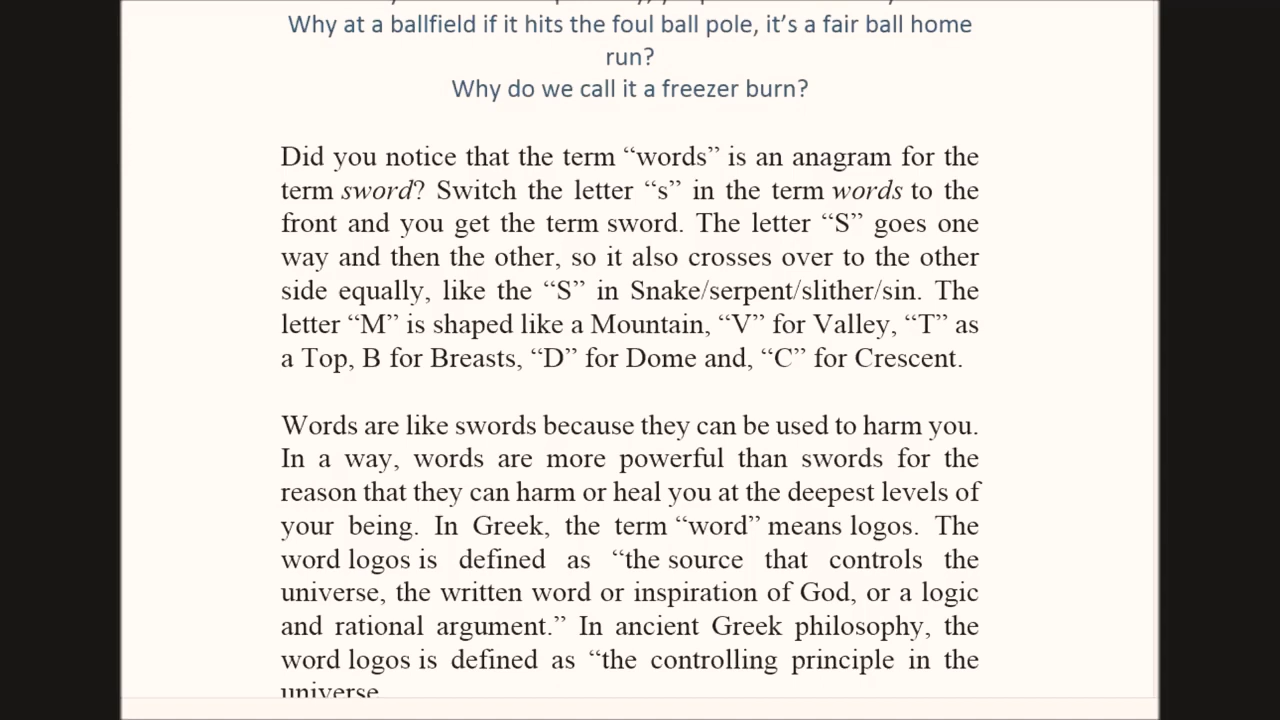 Why at a ballfield if it hits the foul ball pole, it’s a fair ball home
run?
Why do we call it a freezer burn?
Did you notice that the term “words” is an anagram for the
term sword? Switch the letter “s” in the term words to the
front and you get the term sword. The letter “S” goes one
way and then the other, so it also crosses over to the other
side equally, like the “S” in Snake/serpent/slither/sin. The
letter “M” is shaped like a Mountain, “V” for Valley, “T” as
a Top, B for Breasts, “D” for Dome and, “C” for Crescent.
Words are like swords because they can be used to harm you.
In a way, words are more powerful than swords for the
reason that they can harm or heal you at the deepest levels of
your being. In Greek, the term “word” means logos. The
word logos is defined as “the source that controls the
universe, the written word or inspiration of God, or a logic
and rational argument.” In ancient Greek philosophy, the
word logos is defined as “the controlling principle in the
universe